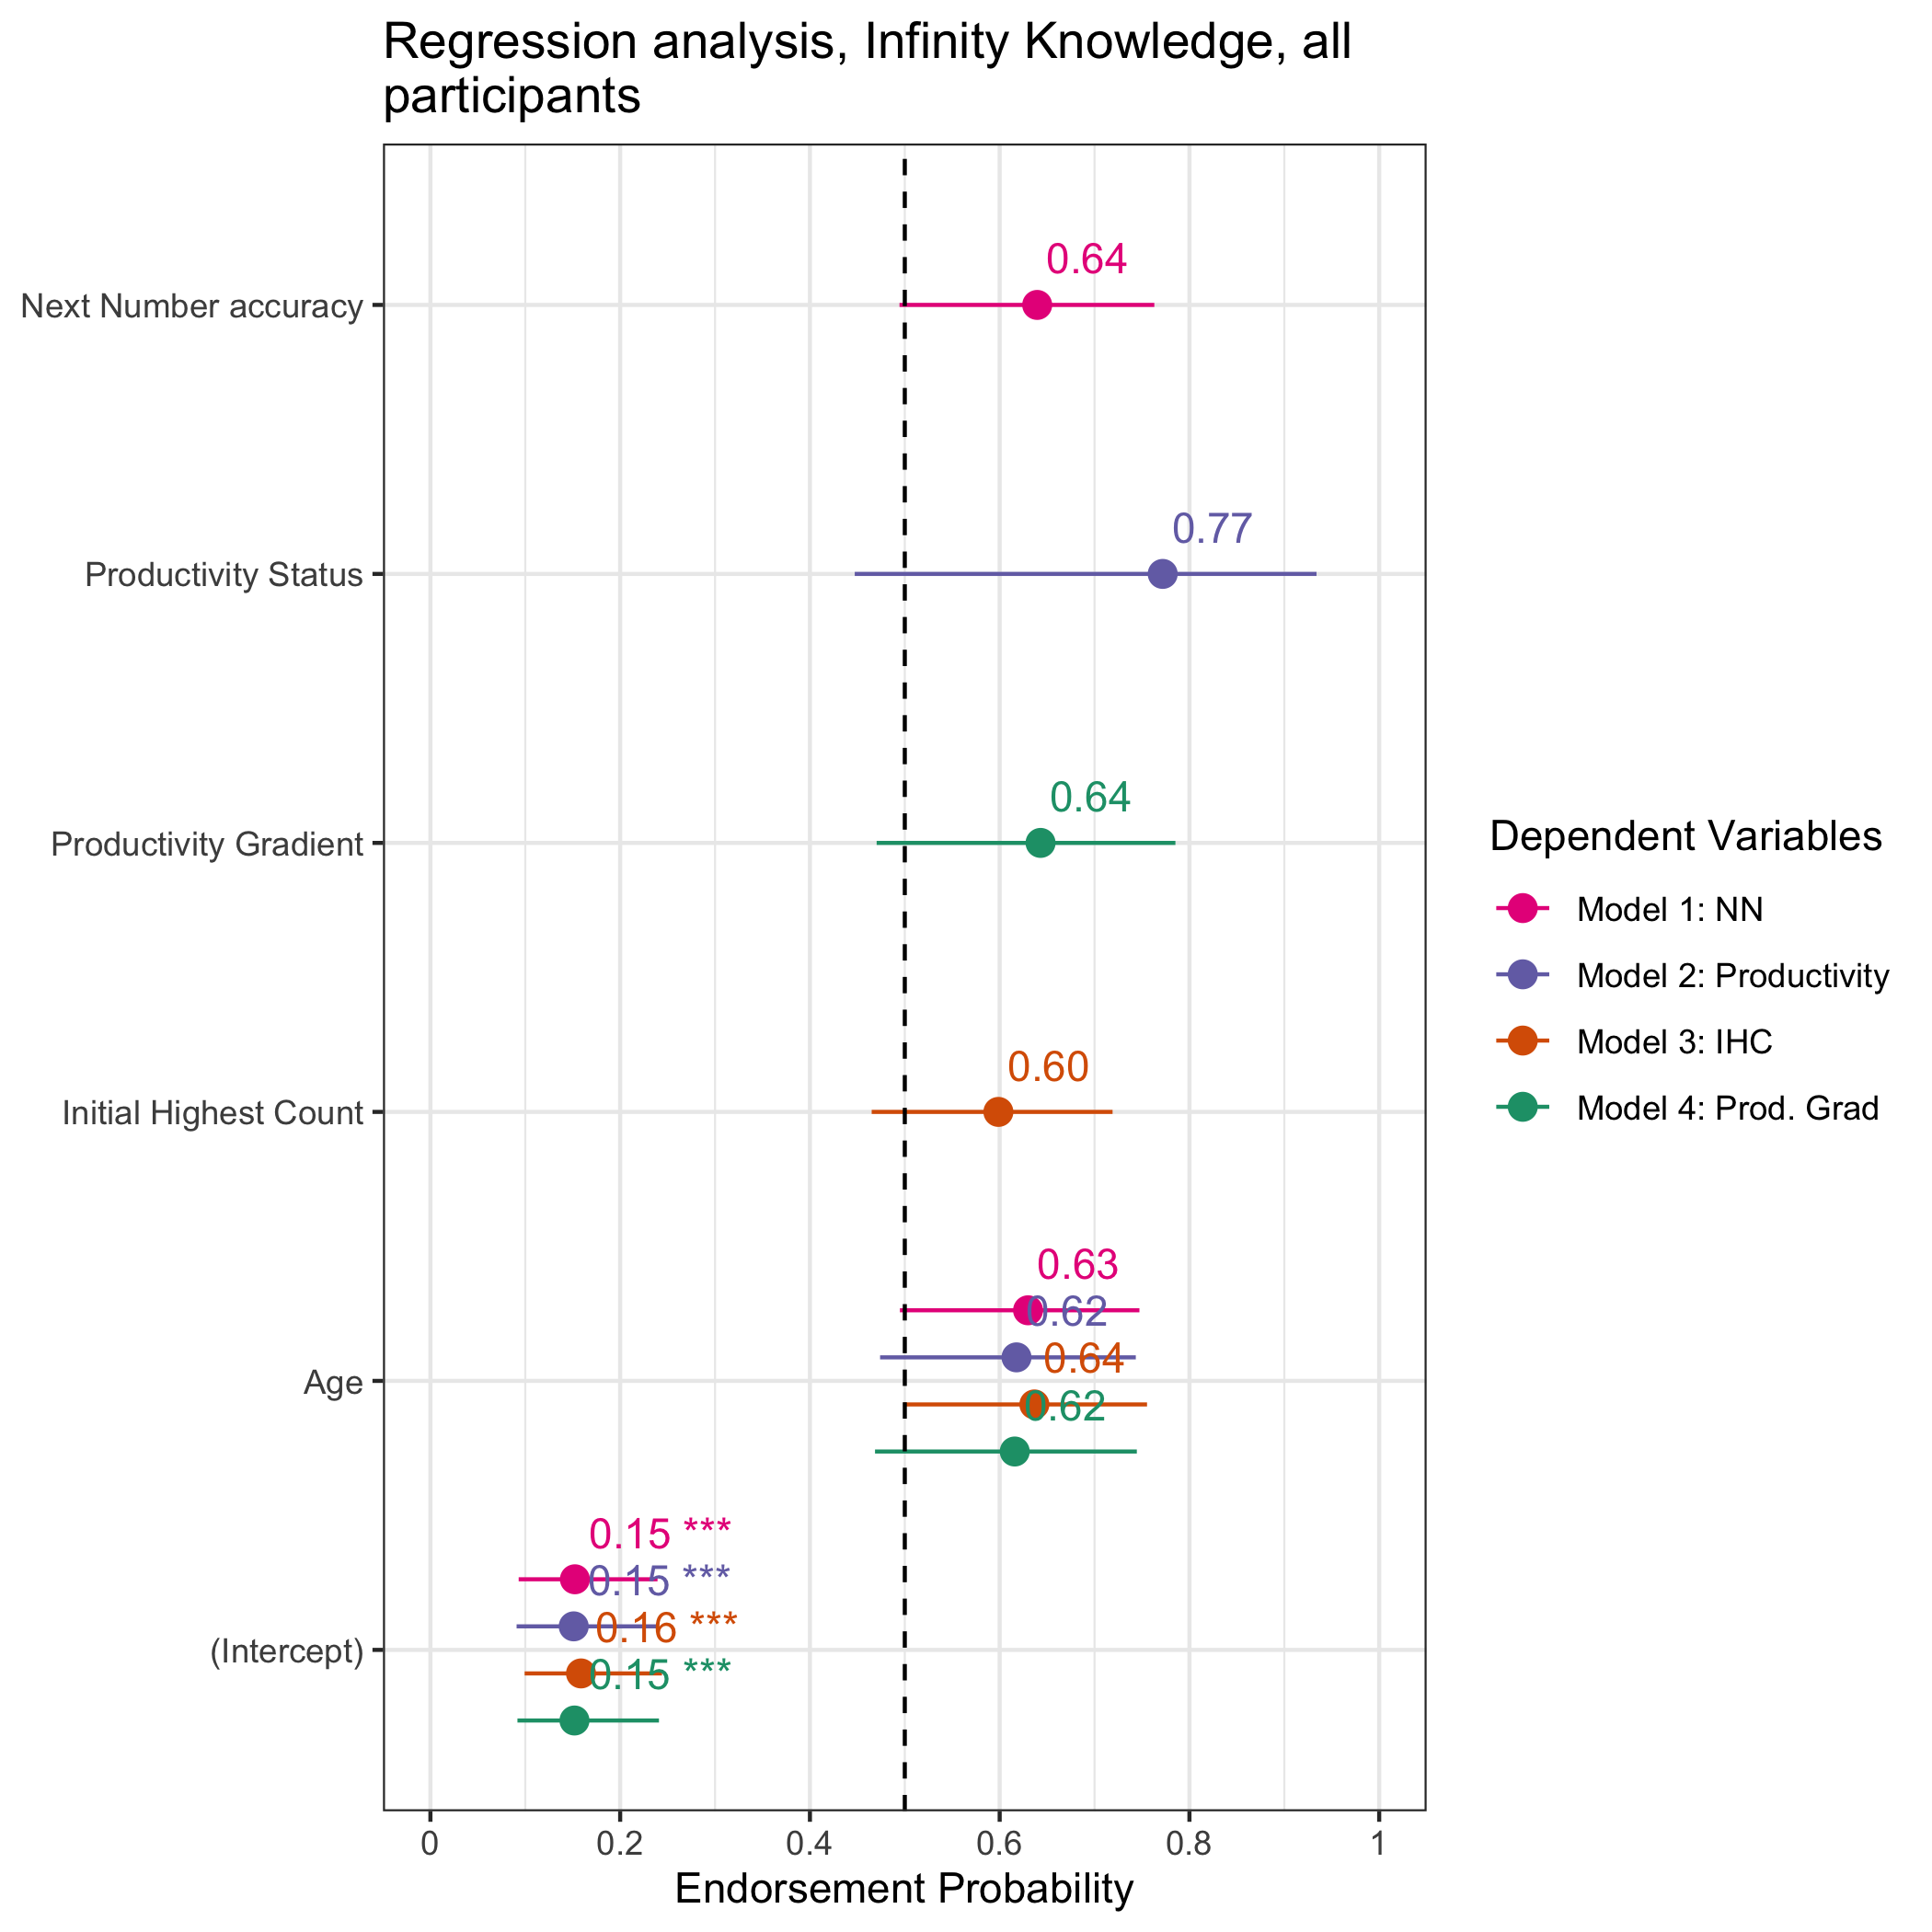 Regression analysis, Infinity Knowledge, all
participants
Next Number accuracy
0.64
Productivity Status
0.77
Productivity Gradient
0.64
Initial Highest Count
0.60
Age
0.63
0.62
0.64
0.62
(Intercept)
0.15 ***
0.15 ***
0.16 ***
0.15 ***
0 0.2 0.4 0.6 0.8 1
Endorsement Probability
Dependent Variables
Model 1: NN
Model 2: Productivity
Model 3: IHC
Model 4: Prod. Grad